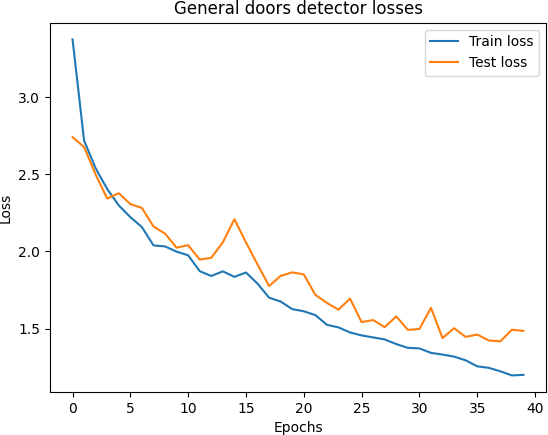 General doors detector losses
Train loss
Test loss
3.0
2.5
2.0
1.5
Loss
0 5 10 15 20 25 30 35 40
Epochs